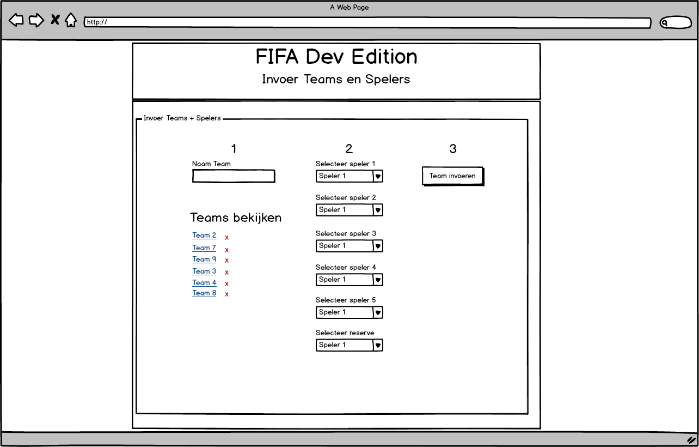 A Web Page
http://
FIFA Dev Edition
Invoer Teams en Spelers
Invoer Teams + Spelers
1
Naam Team
Teams bekijken
Team 2 x
Team 7 x
Team 9 x
Team 3 x
Team 4 x
Team 8 x
2
Selecteer speler 1
Speler 1
Selecteer speler 2
Speler 1
Selecteer speler 3
Speler 1
Selecteer speler 4
Speler 1
Selecteer speler 5
Speler 1
Selecteer reserve
Speler 1
3
Team invoeren